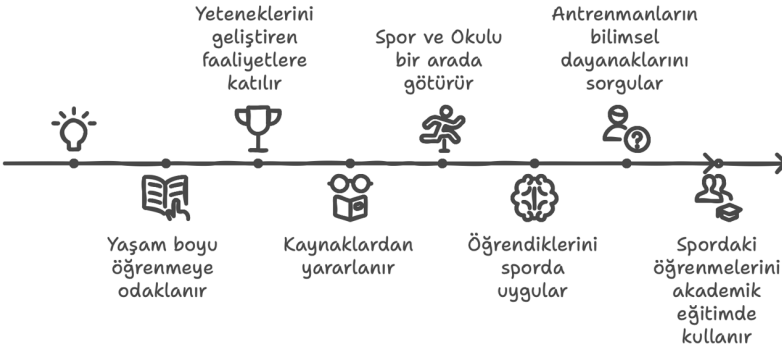 Yeteneklerini
geliştiren
faaliyetlere
katılır
Spor ve Okulu
bir arada
götürür
Antrenmanların
bilimsel
dayanaklarını
sorgular
Yaşam boyu
öğrenmeye
odaklanır
Kaynaklardan
yararlanır
Öğrendiklerini
sporda
uygular
Spordaki
öğrenmelerini
akademik
eğitimde
kullanır